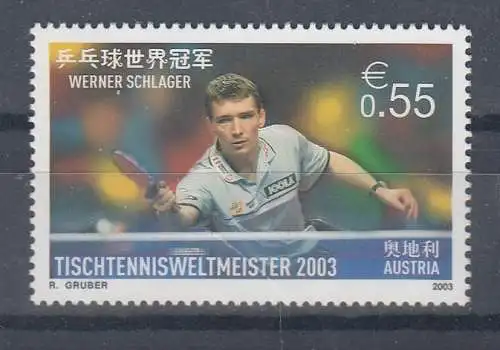 乒乓球世界冠军
WERNER SCHLAGER
€ 0.55
JOOLA
TISCHTENNISWELTMEISTER 2003
奥地利
AUSTRIA
R. GRUBER
2003